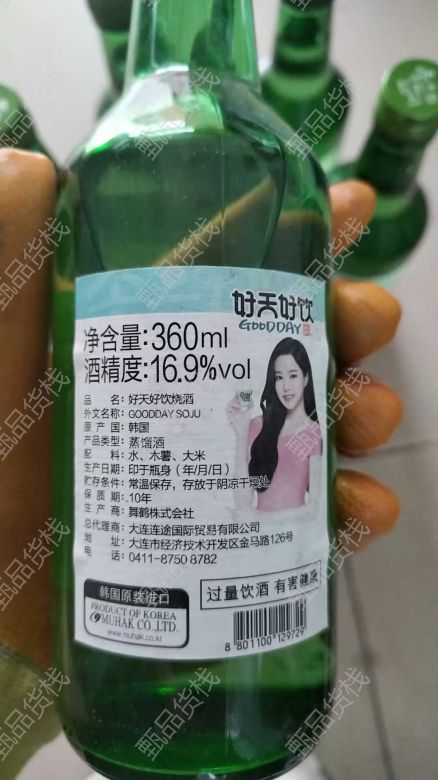 好天好饮
GOODDAY
净含量:360ml
酒精度:16.9%vol
品 名: 好天好饮烧酒
外文名称: GOODDAY SOJU
原 产 国: 韩国
产品类型: 蒸馏酒
配 料: 水、木薯、大米
生产日期: 印于瓶身 (年/月/日)
贮存条件: 常温保存，存放于阴凉干燥处
保 质 期: 10年
生 产 商: 舞鹤株式会社
总代理商: 大连连途国际贸易有限公司
地 址: 大连市经济技术开发区金马路126号
电 话: 0411-8750 8782
韩国原装进口
PRODUCT OF KOREA
MUHAK CO.,LTD.
www.muhak.co.kr
过量饮酒 有害健康
8 801100 129729
甄品货栈